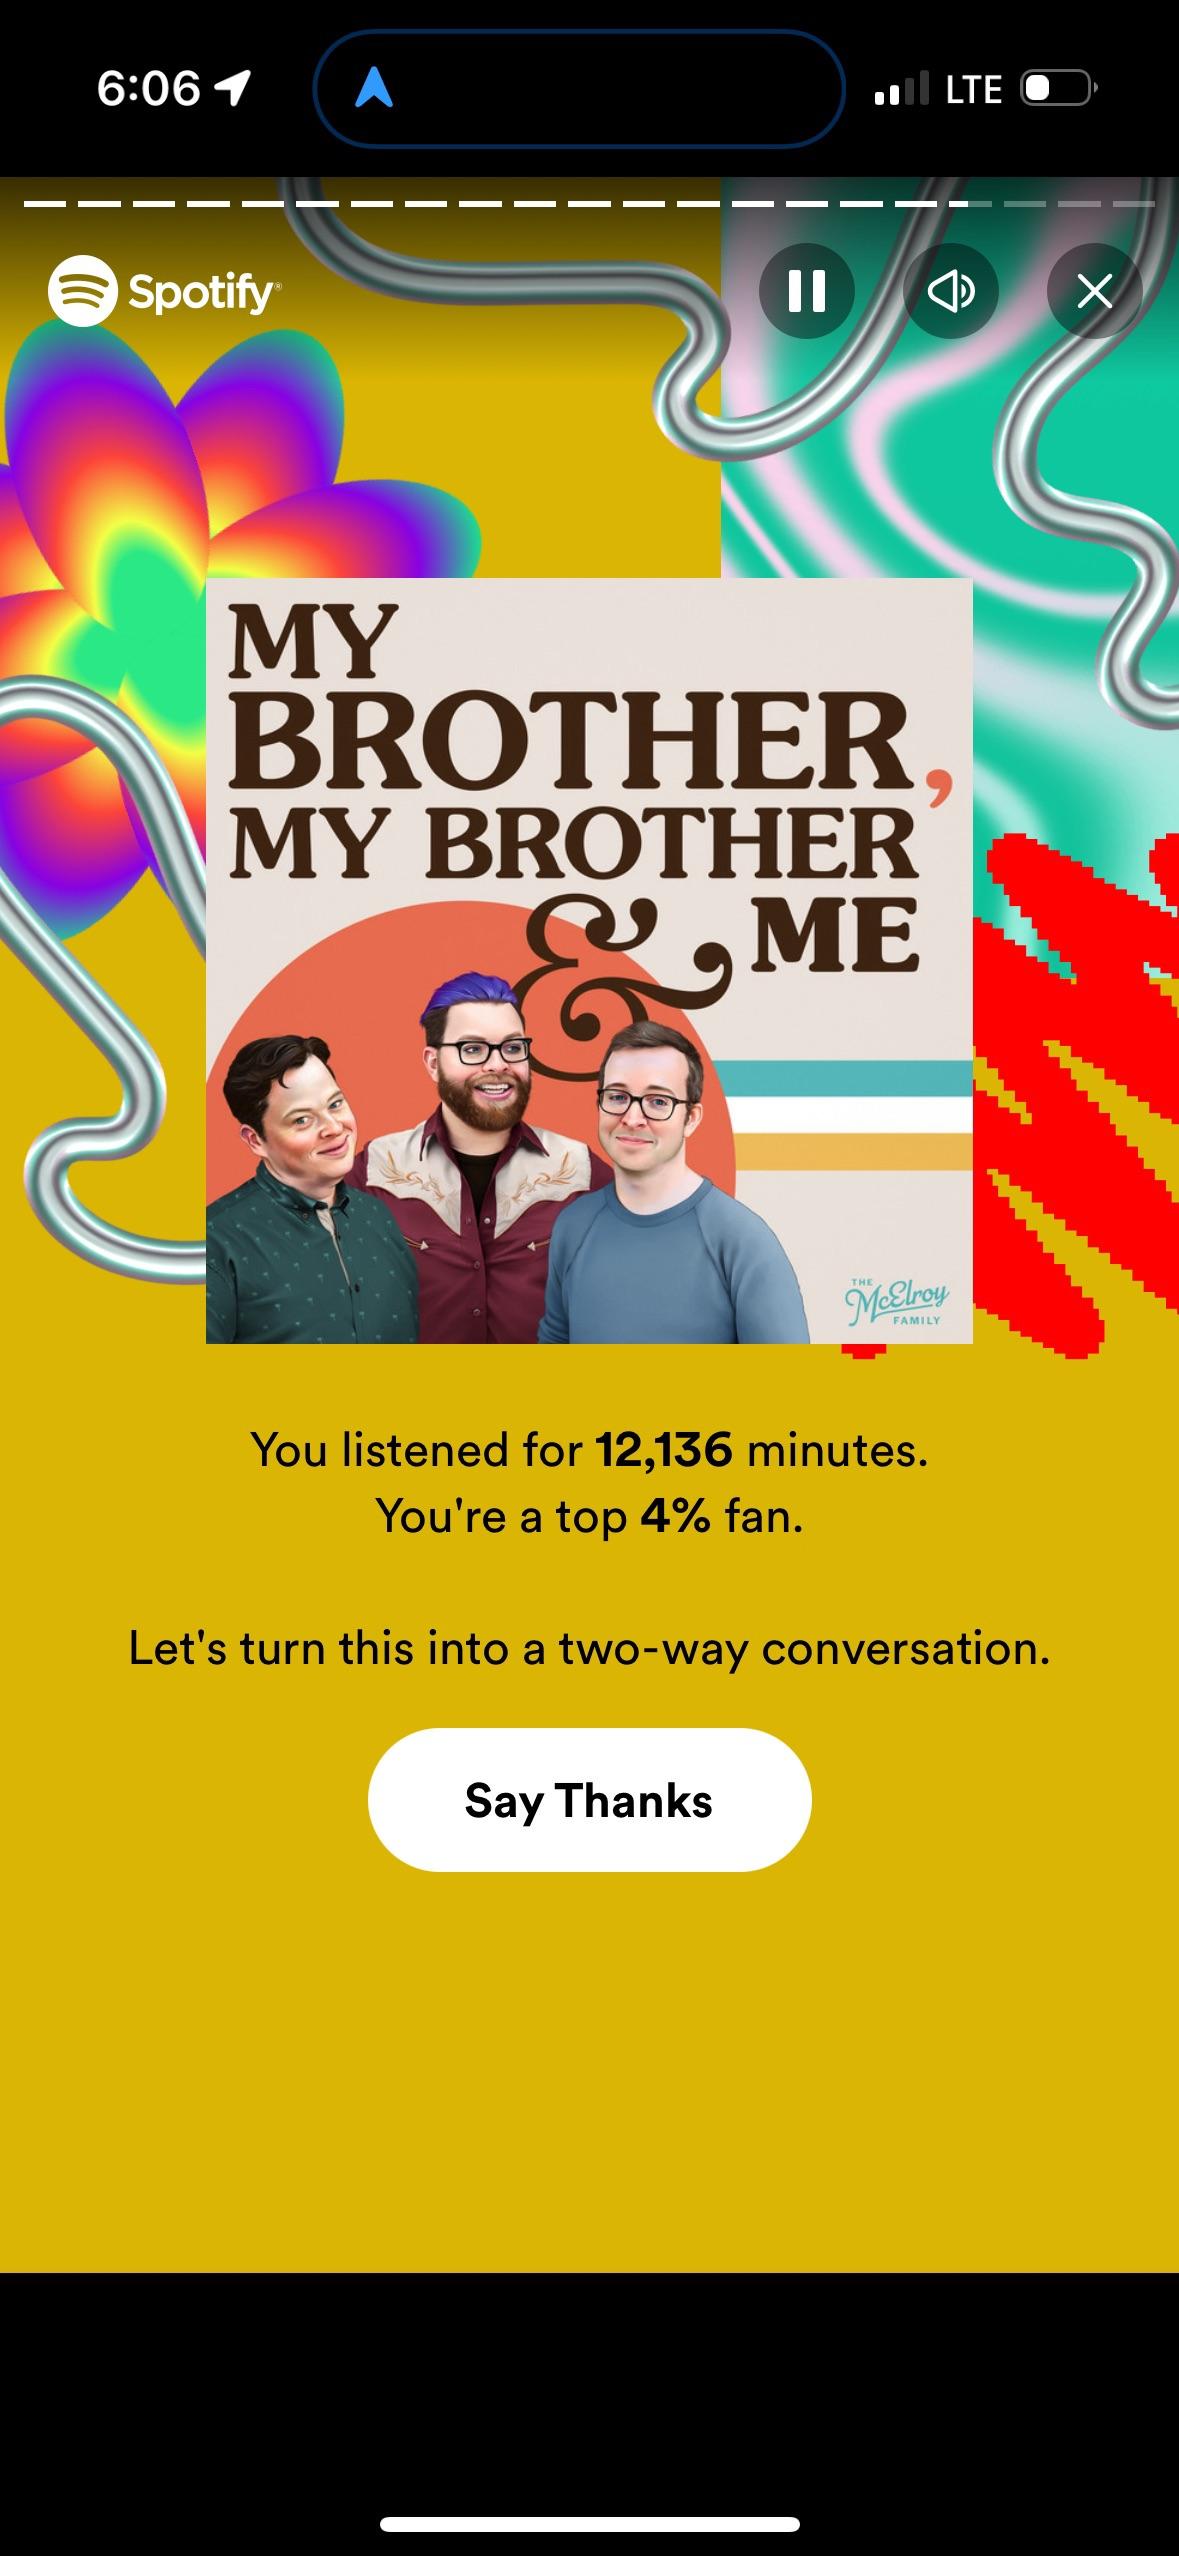 6:06
LTE
Spotify®
MY
BROTHER,
MY BROTHER
& ME
THE
McElroy
FAMILY
You listened for 12,136 minutes.
You're a top 4% fan.
Let's turn this into a two-way conversation.
Say Thanks